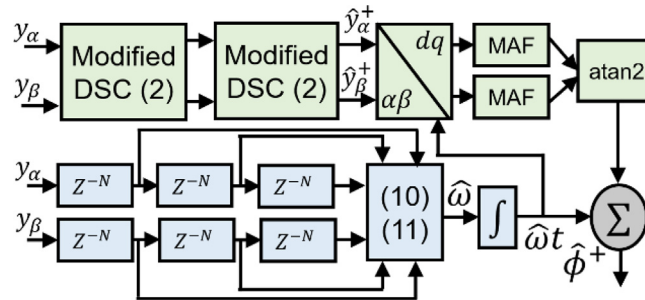 y_α
y_β
Modified
DSC (2)
Modified
DSC (2)
ŷ_α^+
ŷ_β^+
dq
αβ
MAF
MAF
atan2
y_α
y_β
Z^{-N}
Z^{-N}
Z^{-N}
Z^{-N}
Z^{-N}
Z^{-N}
(10)
(11)
ω̂
∫
ω̂t
Σ
ϕ̂^+